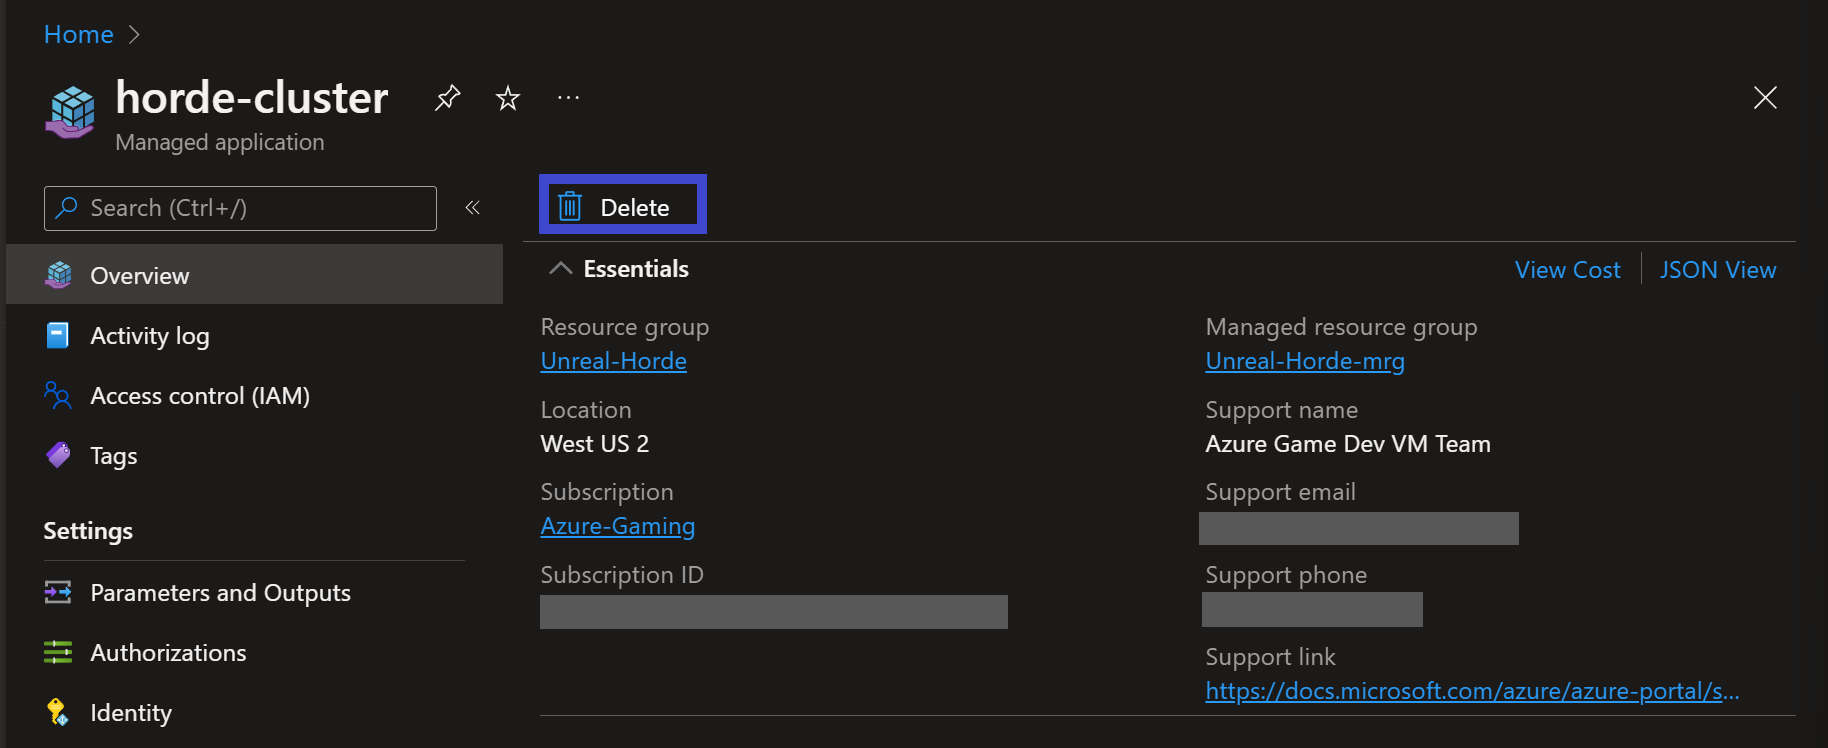 Home
horde-cluster
Managed application
Search (Ctrl+/)
Overview
Activity log
Access control (IAM)
Tags
Settings
Parameters and Outputs
Authorizations
Identity
Delete
Essentials
View Cost
JSON View
Resource group
Unreal-Horde
Location
West US 2
Subscription
Azure-Gaming
Subscription ID
Managed resource group
Unreal-Horde-mrg
Support name
Azure Game Dev VM Team
Support email
Support phone
Support link
https://docs.microsoft.com/azure/azure-portal/s...